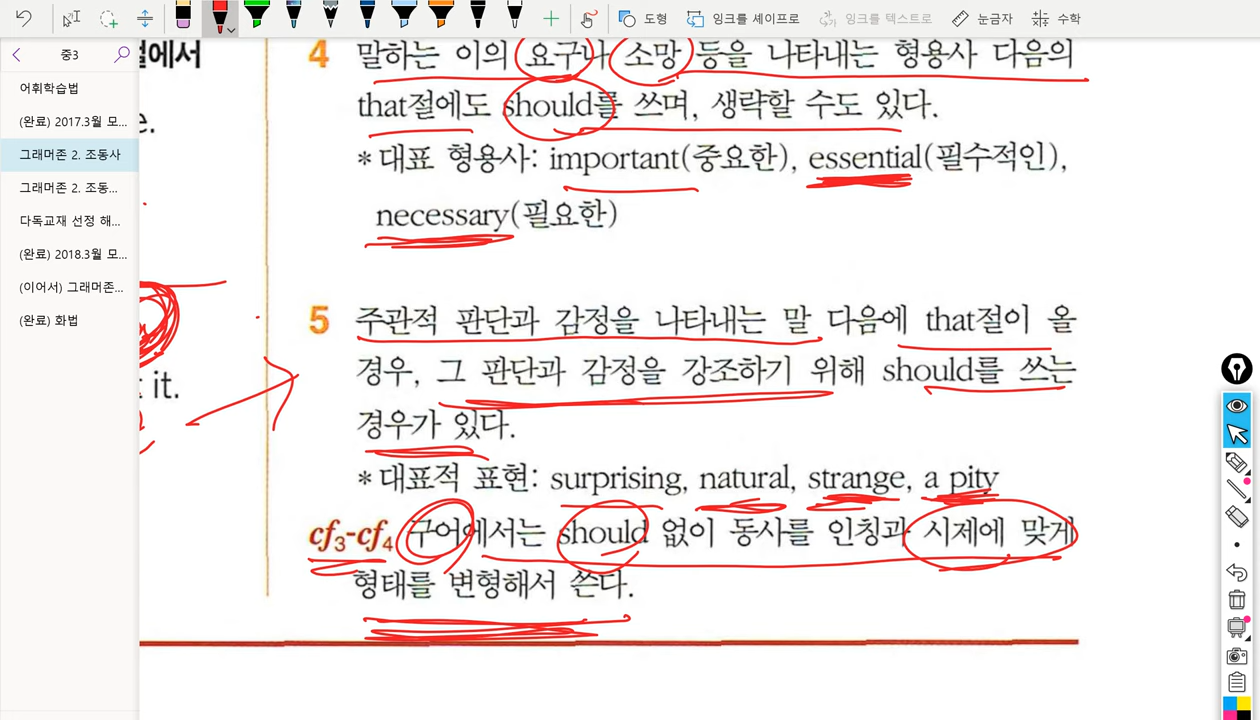 도형
잉크를 셰이프로
잉크를 텍스트로
눈금자
수학
중3
어휘학습법
(완료) 2017.3월 모...
그래머존 2. 조동사
그래머존 2. 조동...
다독교재 선정 해...
(완료) 2018.3월 모...
(이어서) 그래머존...
(완료) 화법
절에서
e.
it.
4 말하는 이의 요구나 소망 등을 나타내는 형용사 다음의
that절에도 should를 쓰며, 생략할 수도 있다.
* 대표 형용사: important(중요한), essential(필수적인),
necessary(필요한)
5 주관적 판단과 감정을 나타내는 말 다음에 that절이 올
경우, 그 판단과 감정을 강조하기 위해 should를 쓰는
경우가 있다.
* 대표적 표현: surprising, natural, strange, a pity
cf3-cf4 구어에서는 should 없이 동사를 인칭과 시제에 맞게
형태를 변형해서 쓴다.